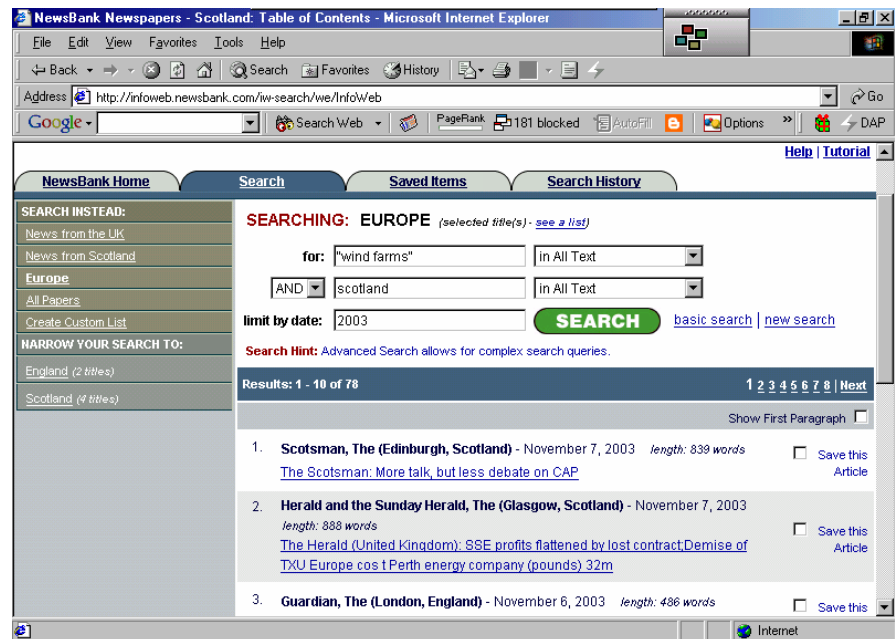 NewsBank Newspapers - Scotland: Table of Contents - Microsoft Internet Explorer
File Edit View Favorites Tools Help
Back Search Favorites History
Address http://infoweb.newsbank.com/iw-search/we/InfoWeb Go
Google Search Web PageRank 181 blocked AutoFill Options » DAP
Help | Tutorial
NewsBank Home Search Saved Items Search History
SEARCH INSTEAD:
News from the UK
News from Scotland
Europe
All Papers
Create Custom List
NARROW YOUR SEARCH TO:
England (2 titles)
Scotland (4 titles)
SEARCHING: EUROPE (selected title(s) - see a list)
for: "wind farms" in All Text
AND scotland in All Text
limit by date: 2003 SEARCH basic search | new search
Search Hint: Advanced Search allows for complex search queries.
Results: 1 - 10 of 78 1 2 3 4 5 6 7 8 | Next
Show First Paragraph
1. Scotsman, The (Edinburgh, Scotland) - November 7, 2003 length: 839 words
The Scotsman: More talk, but less debate on CAP
Save this
Article
2. Herald and the Sunday Herald, The (Glasgow, Scotland) - November 7, 2003
length: 888 words
The Herald (United Kingdom): SSE profits flattened by lost contract;Demise of
TXU Europe cos t Perth energy company (pounds) 32m
Save this
Article
3. Guardian, The (London, England) - November 6, 2003 length: 486 words
Save this
Internet